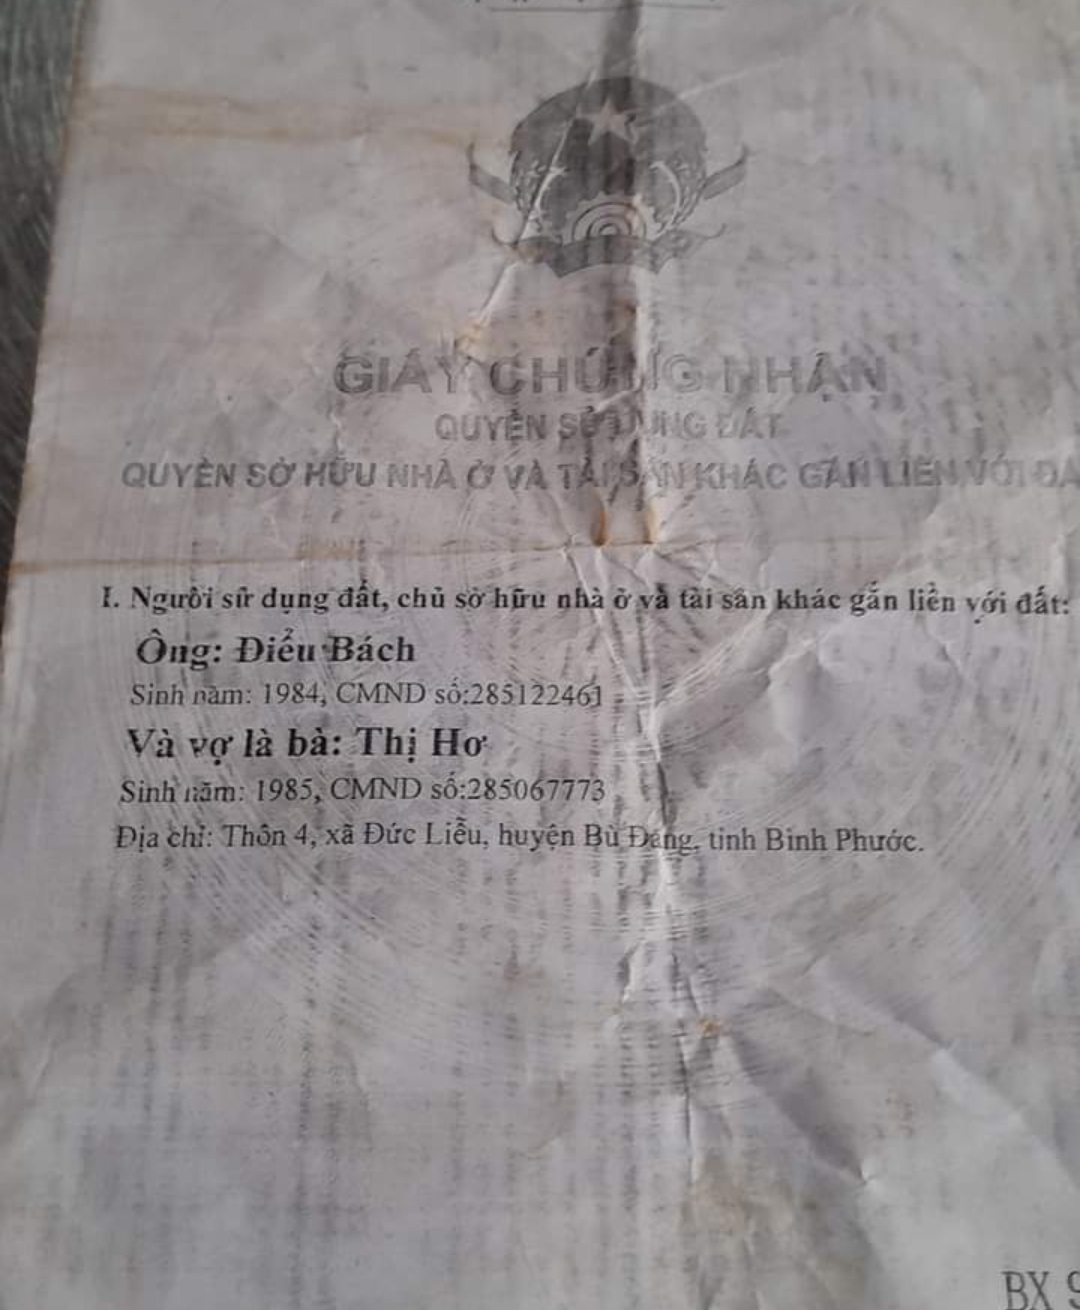 GIẤY CHỨNG NHẬN
QUYỀN SỬ DỤNG ĐẤT
QUYỀN SỞ HỮU NHÀ Ở VÀ TÀI SẢN KHÁC GẮN LIỀN VỚI ĐẤ
I. Người sử dụng đất, chủ sở hữu nhà ở và tài sản khác gắn liền với đất:
Ông: Điểu Bách
Sinh năm: 1984, CMND số:285122461
Và vợ là bà: Thị Hơ
Sinh năm: 1985, CMND số:285067773
Địa chỉ: Thôn 4, xã Đức Liễu, huyện Bù Đăng, tỉnh Bình Phước.
BX 9